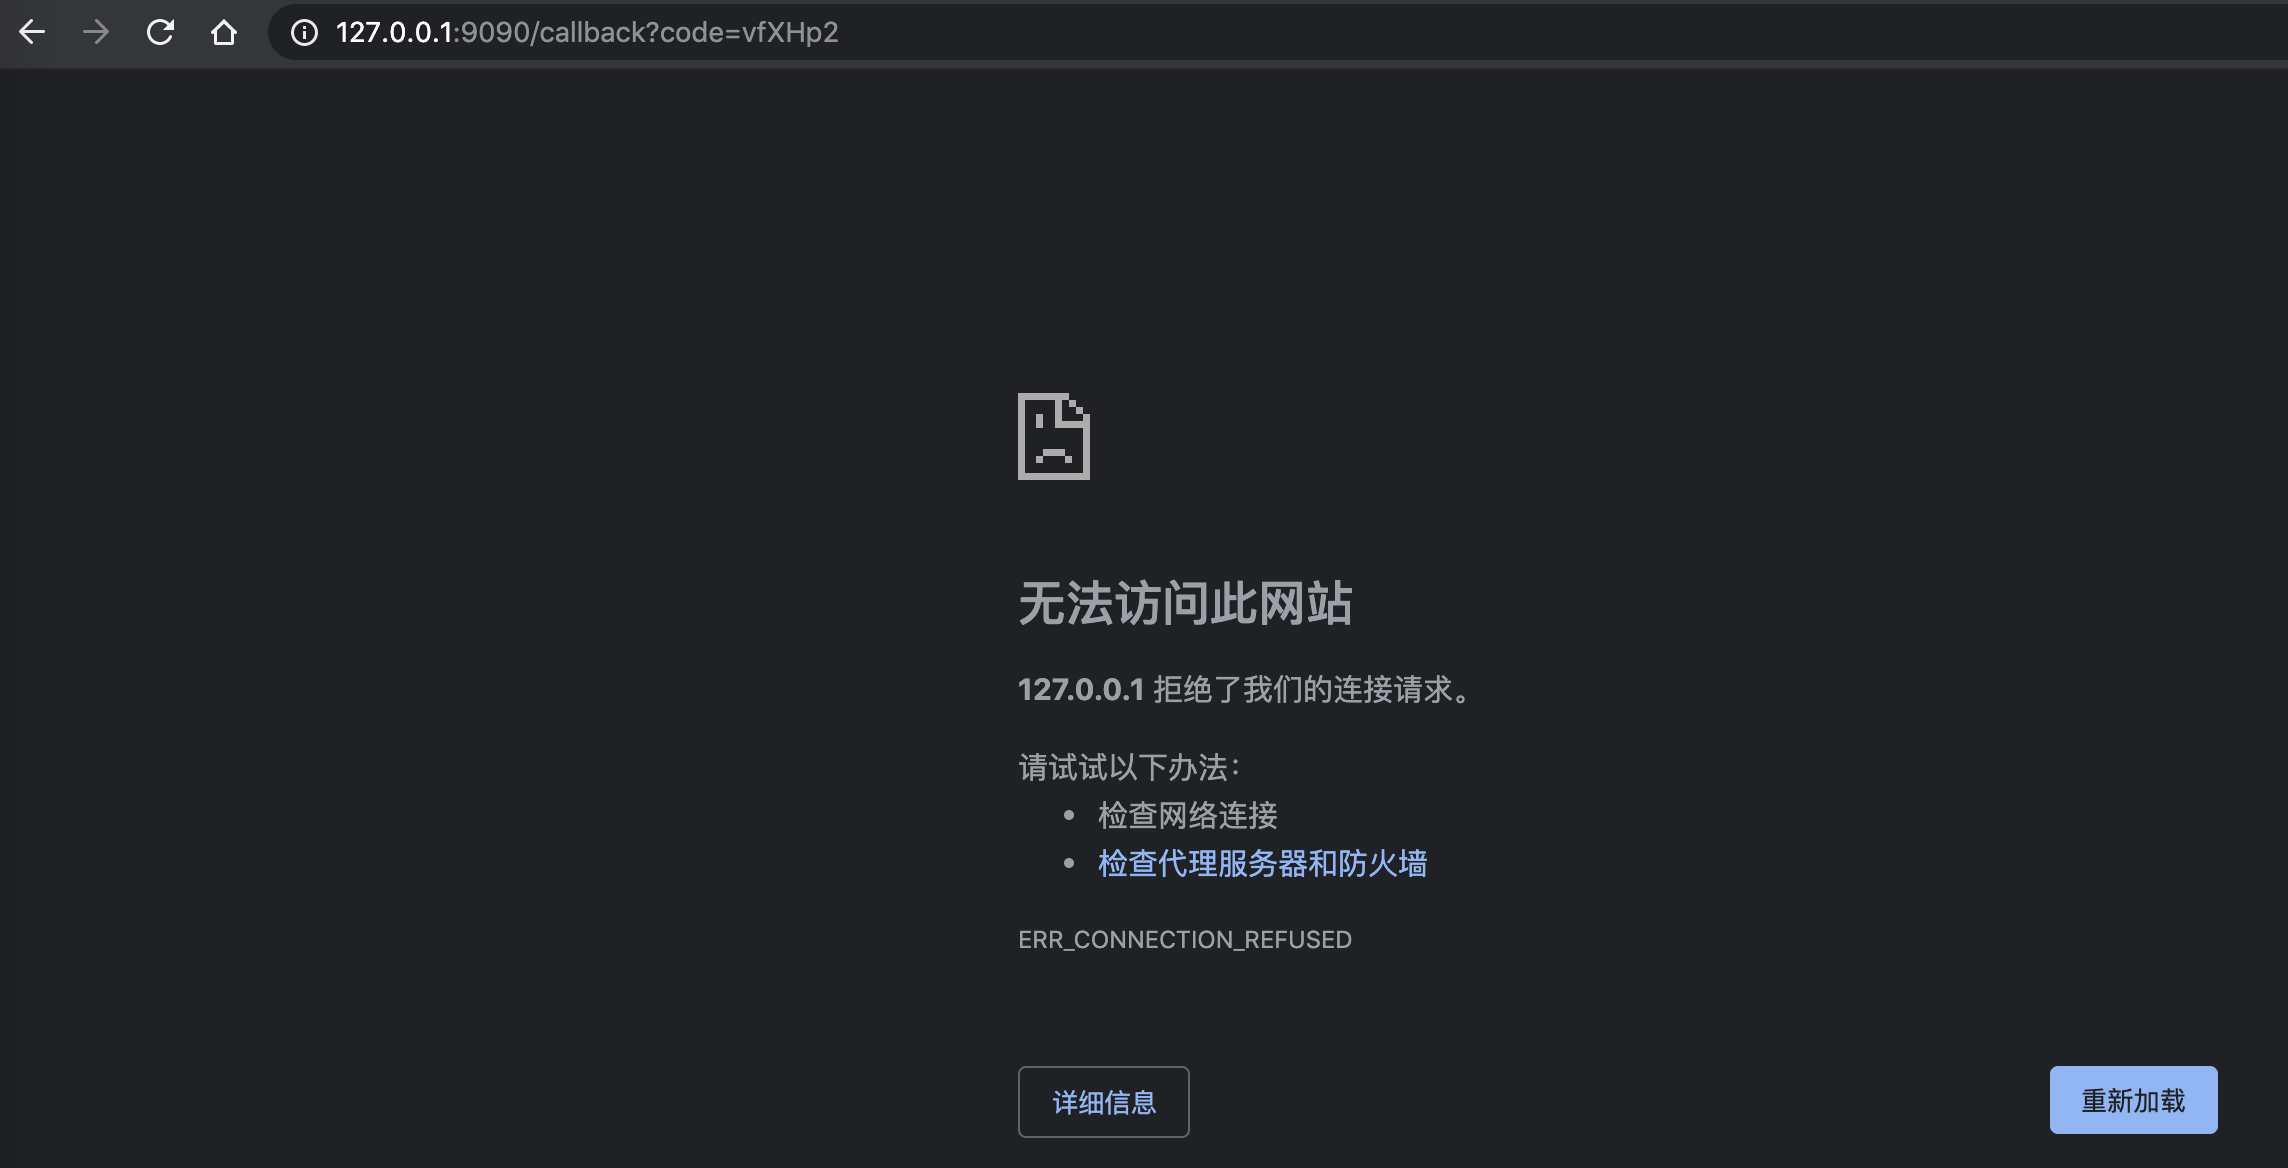 127.0.0.1:9090/callback?code=vfXHp2
无法访问此网站
127.0.0.1 拒绝了我们的连接请求。
请试试以下办法：
• 检查网络连接
• 检查代理服务器和防火墙
ERR_CONNECTION_REFUSED
详细信息
重新加载